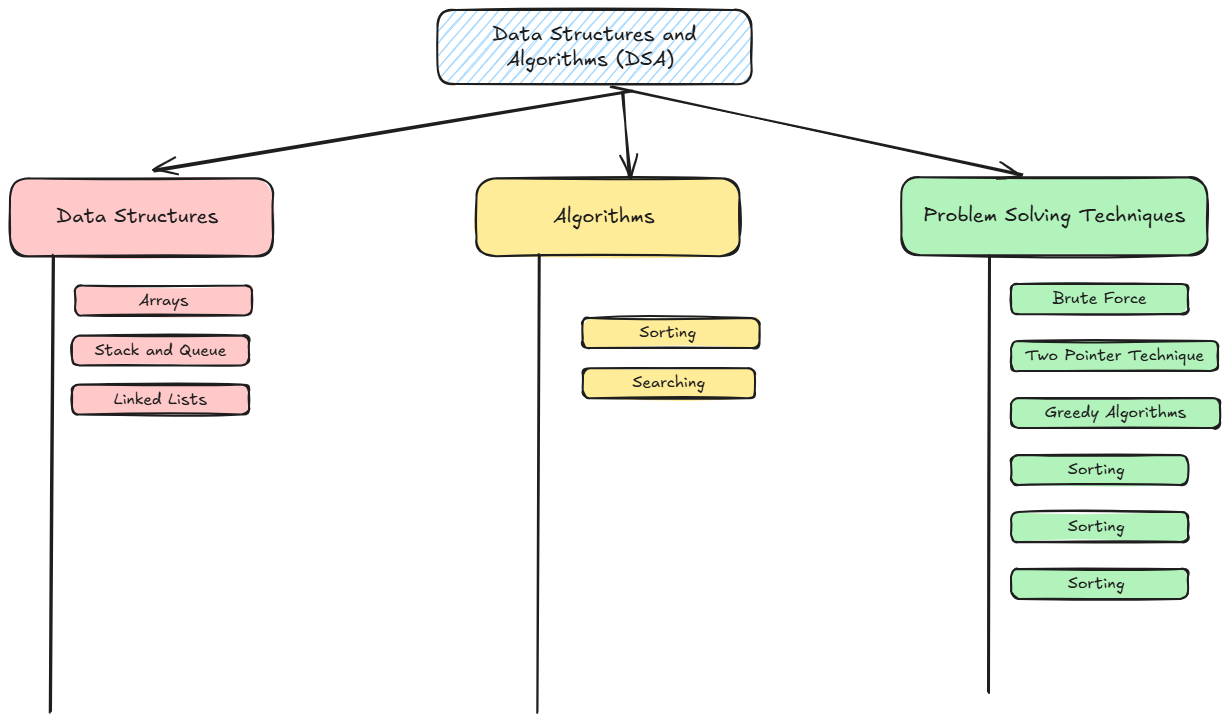 Data Structures and
Algorithms (DSA)
Data Structures
Algorithms
Problem Solving Techniques
Arrays
Stack and Queue
Linked Lists
Sorting
Searching
Brute Force
Two Pointer Technique
Greedy Algorithms
Sorting
Sorting
Sorting